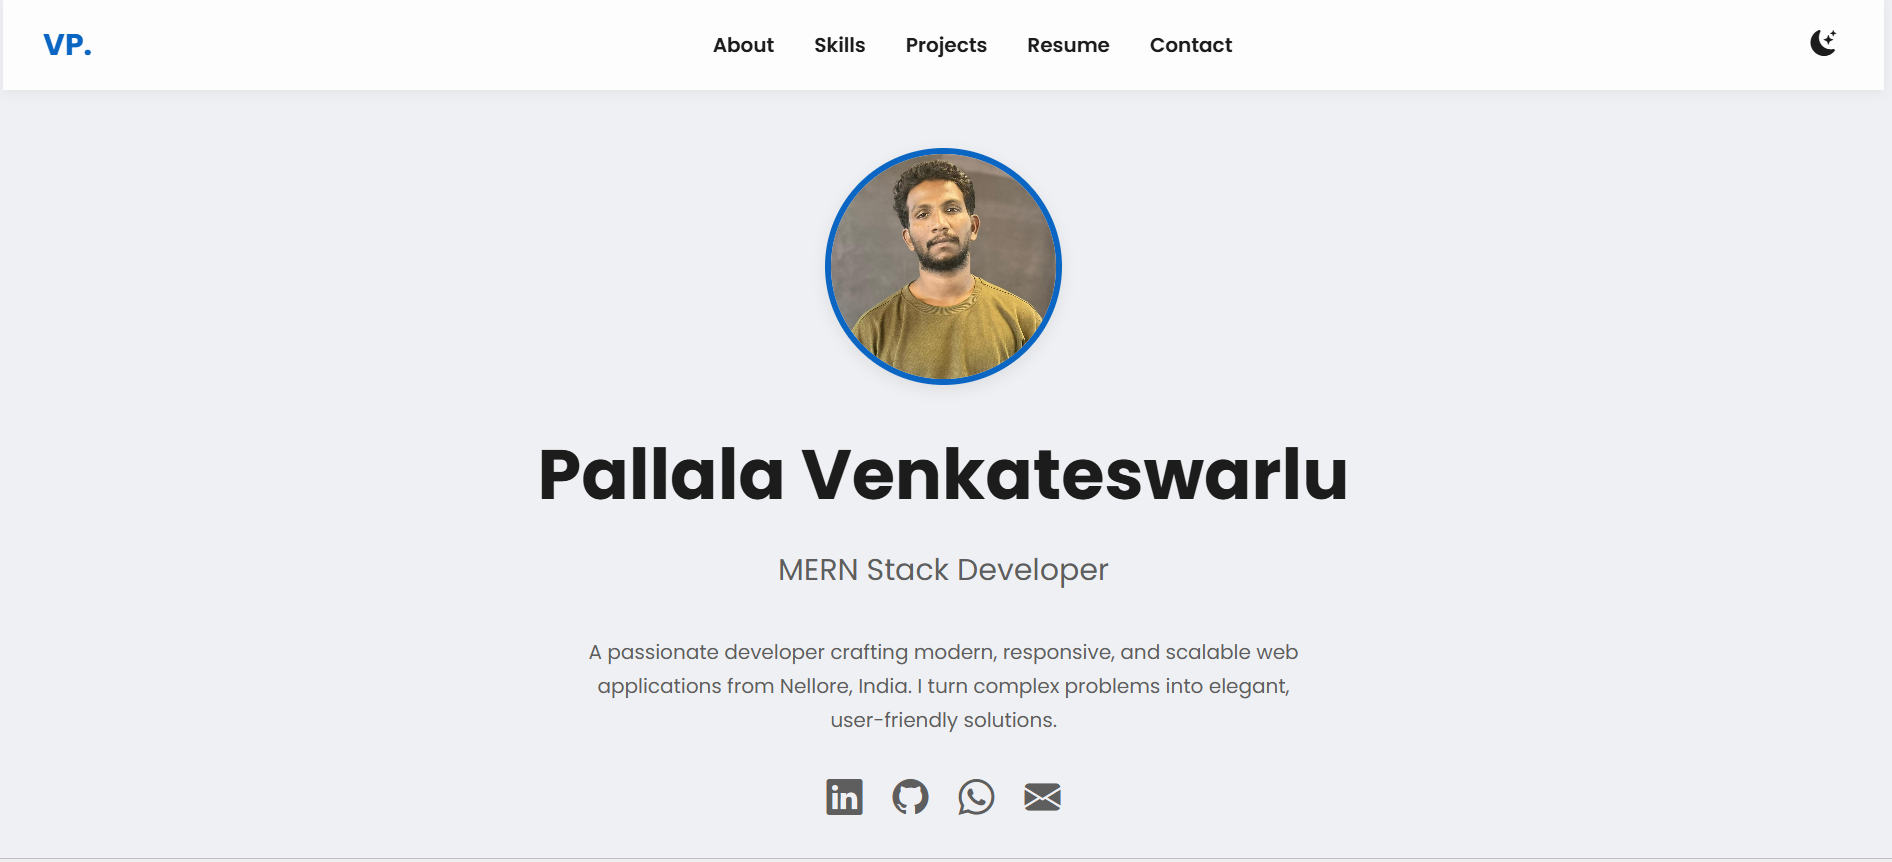 VP.
About Skills Projects Resume Contact
Pallala Venkateswarlu
MERN Stack Developer
A passionate developer crafting modern, responsive, and scalable web
applications from Nellore, India. I turn complex problems into elegant,
user-friendly solutions.
in